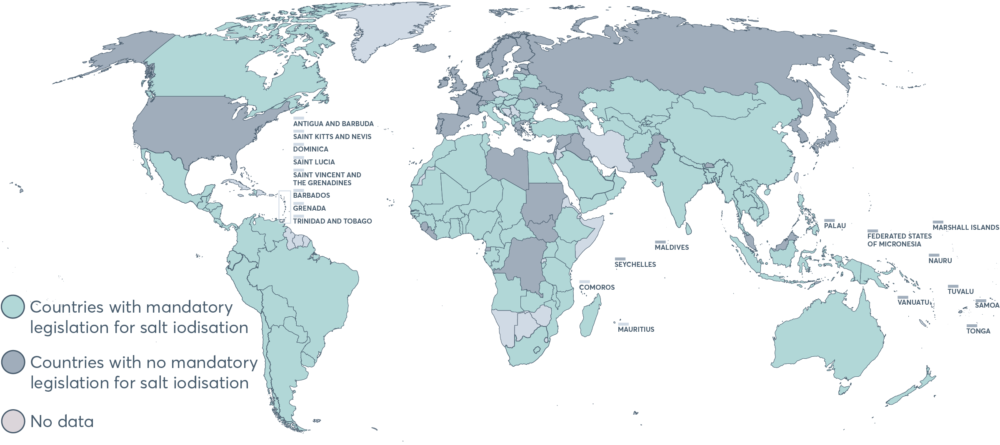 ANTIGUA AND BARBUDA
SAINT KITTS AND NEVIS
DOMINICA
SAINT LUCIA
SAINT VINCENT AND
THE GRENADINES
BARBADOS
GRENADA
TRINIDAD AND TOBAGO
PALAU
MARSHALL ISLANDS
FEDERATED STATES
OF MICRONESIA
MALDIVES
NAURU
SEYCHELLES
COMOROS
TUVALU
VANUATU
SAMOA
MAURITIUS
TONGA
Countries with mandatory
legislation for salt iodisation
Countries with no mandatory
legislation for salt iodisation
No data